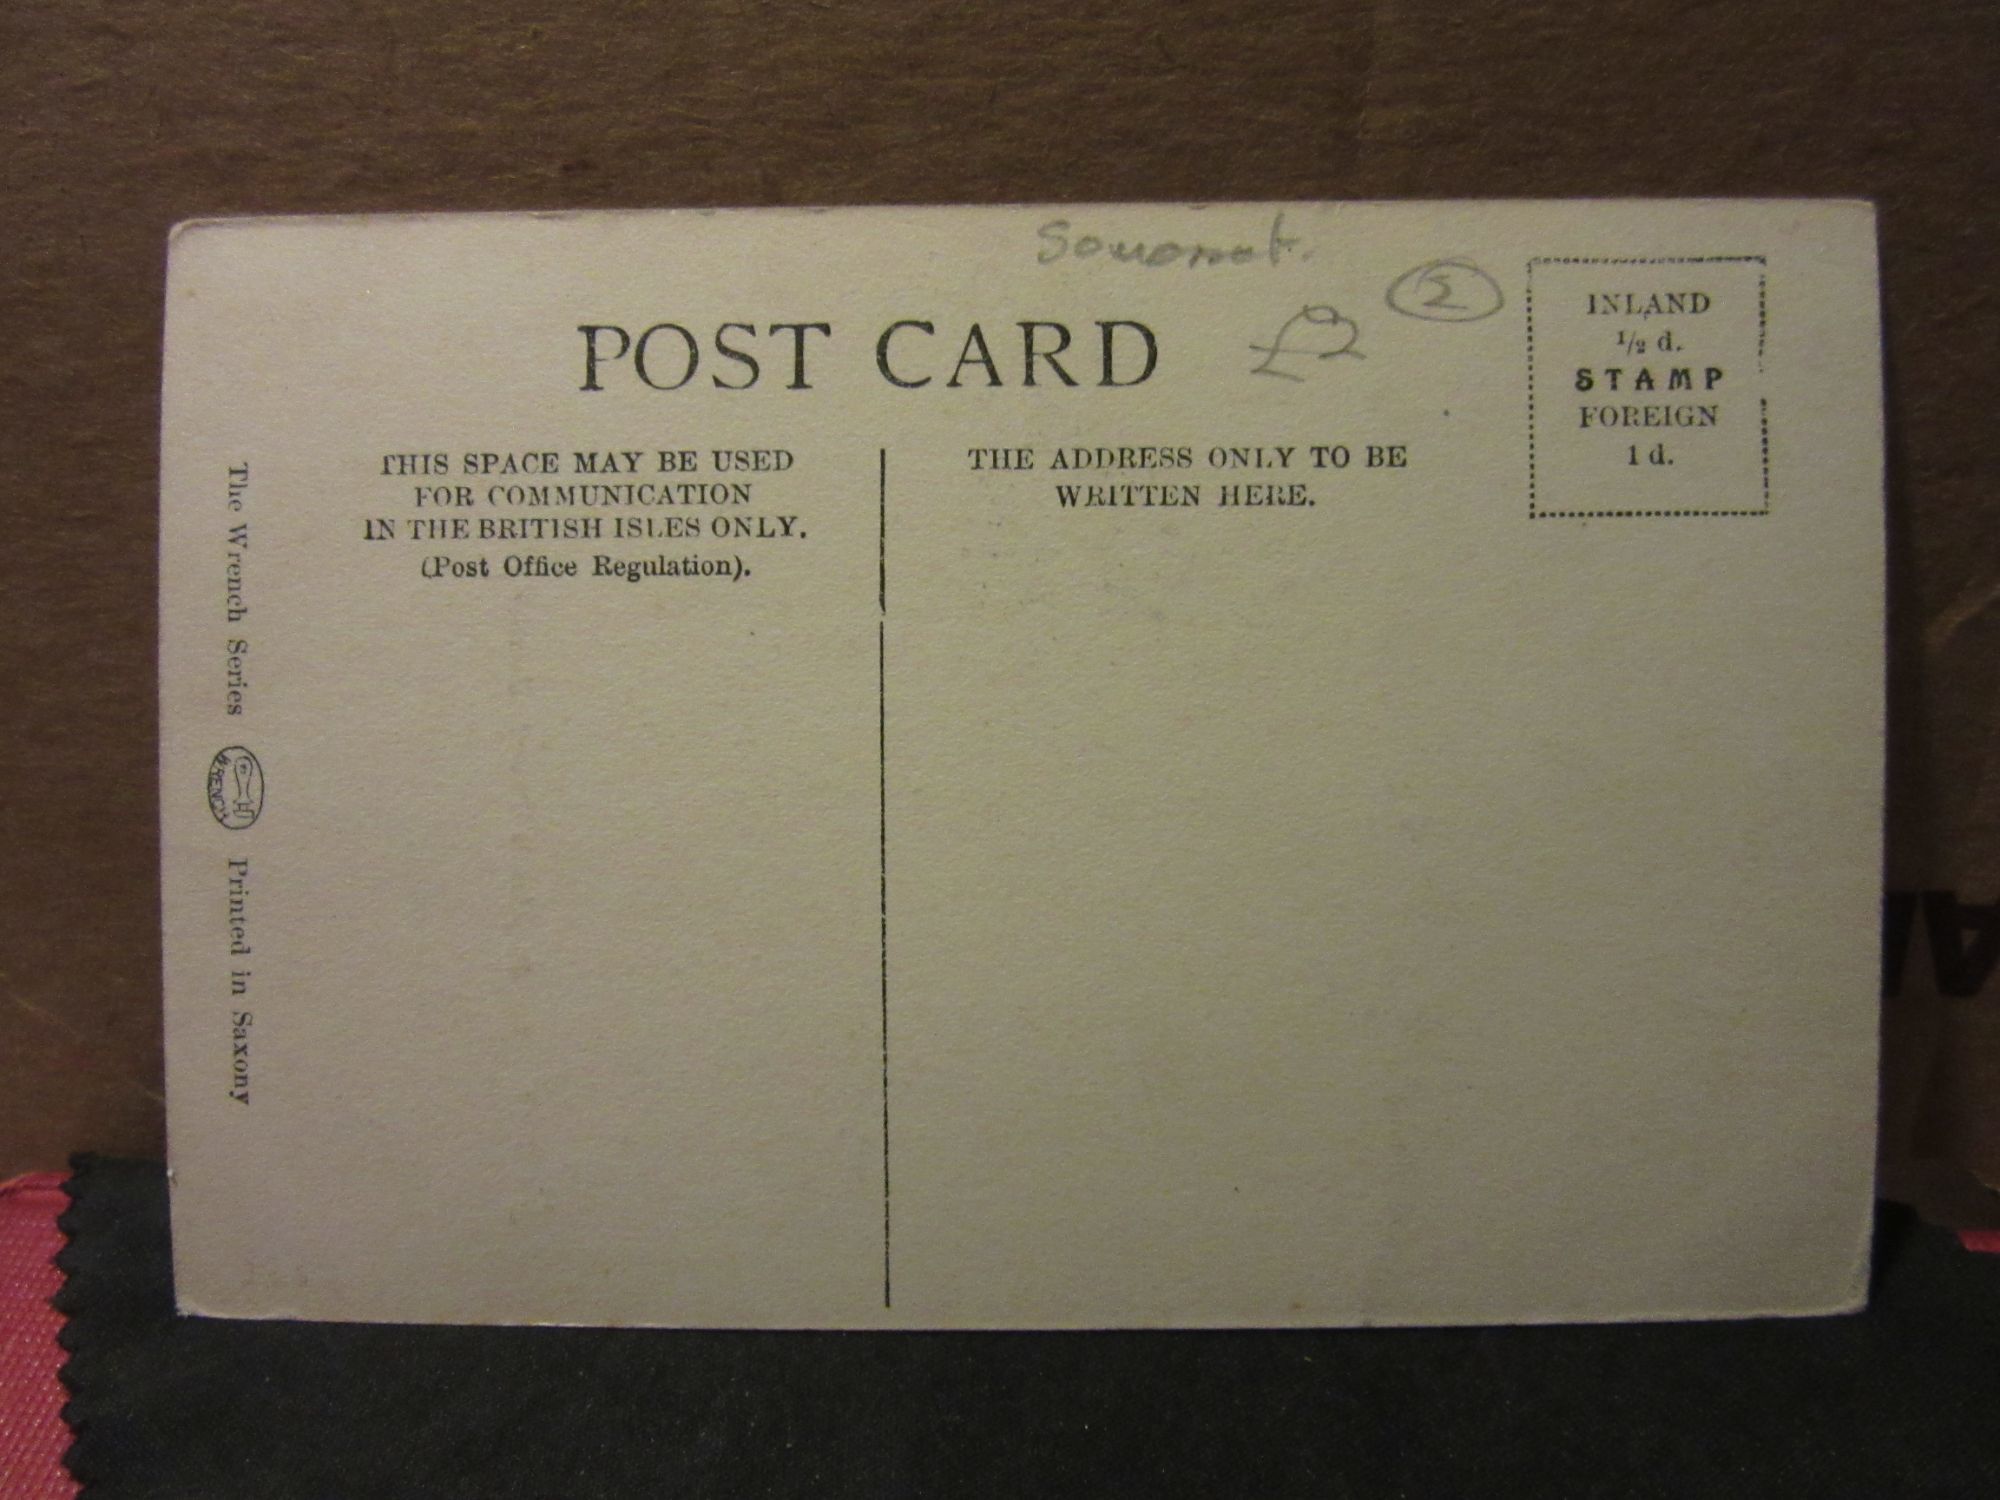 Somerset.
2
£2
POST CARD
INLAND
1/2 d.
STAMP
FOREIGN
1 d.
THIS SPACE MAY BE USED
FOR COMMUNICATION
IN THE BRITISH ISLES ONLY.
(Post Office Regulation).
THE ADDRESS ONLY TO BE
WRITTEN HERE.
The Wrench Series
WRENCH
Printed in Saxony